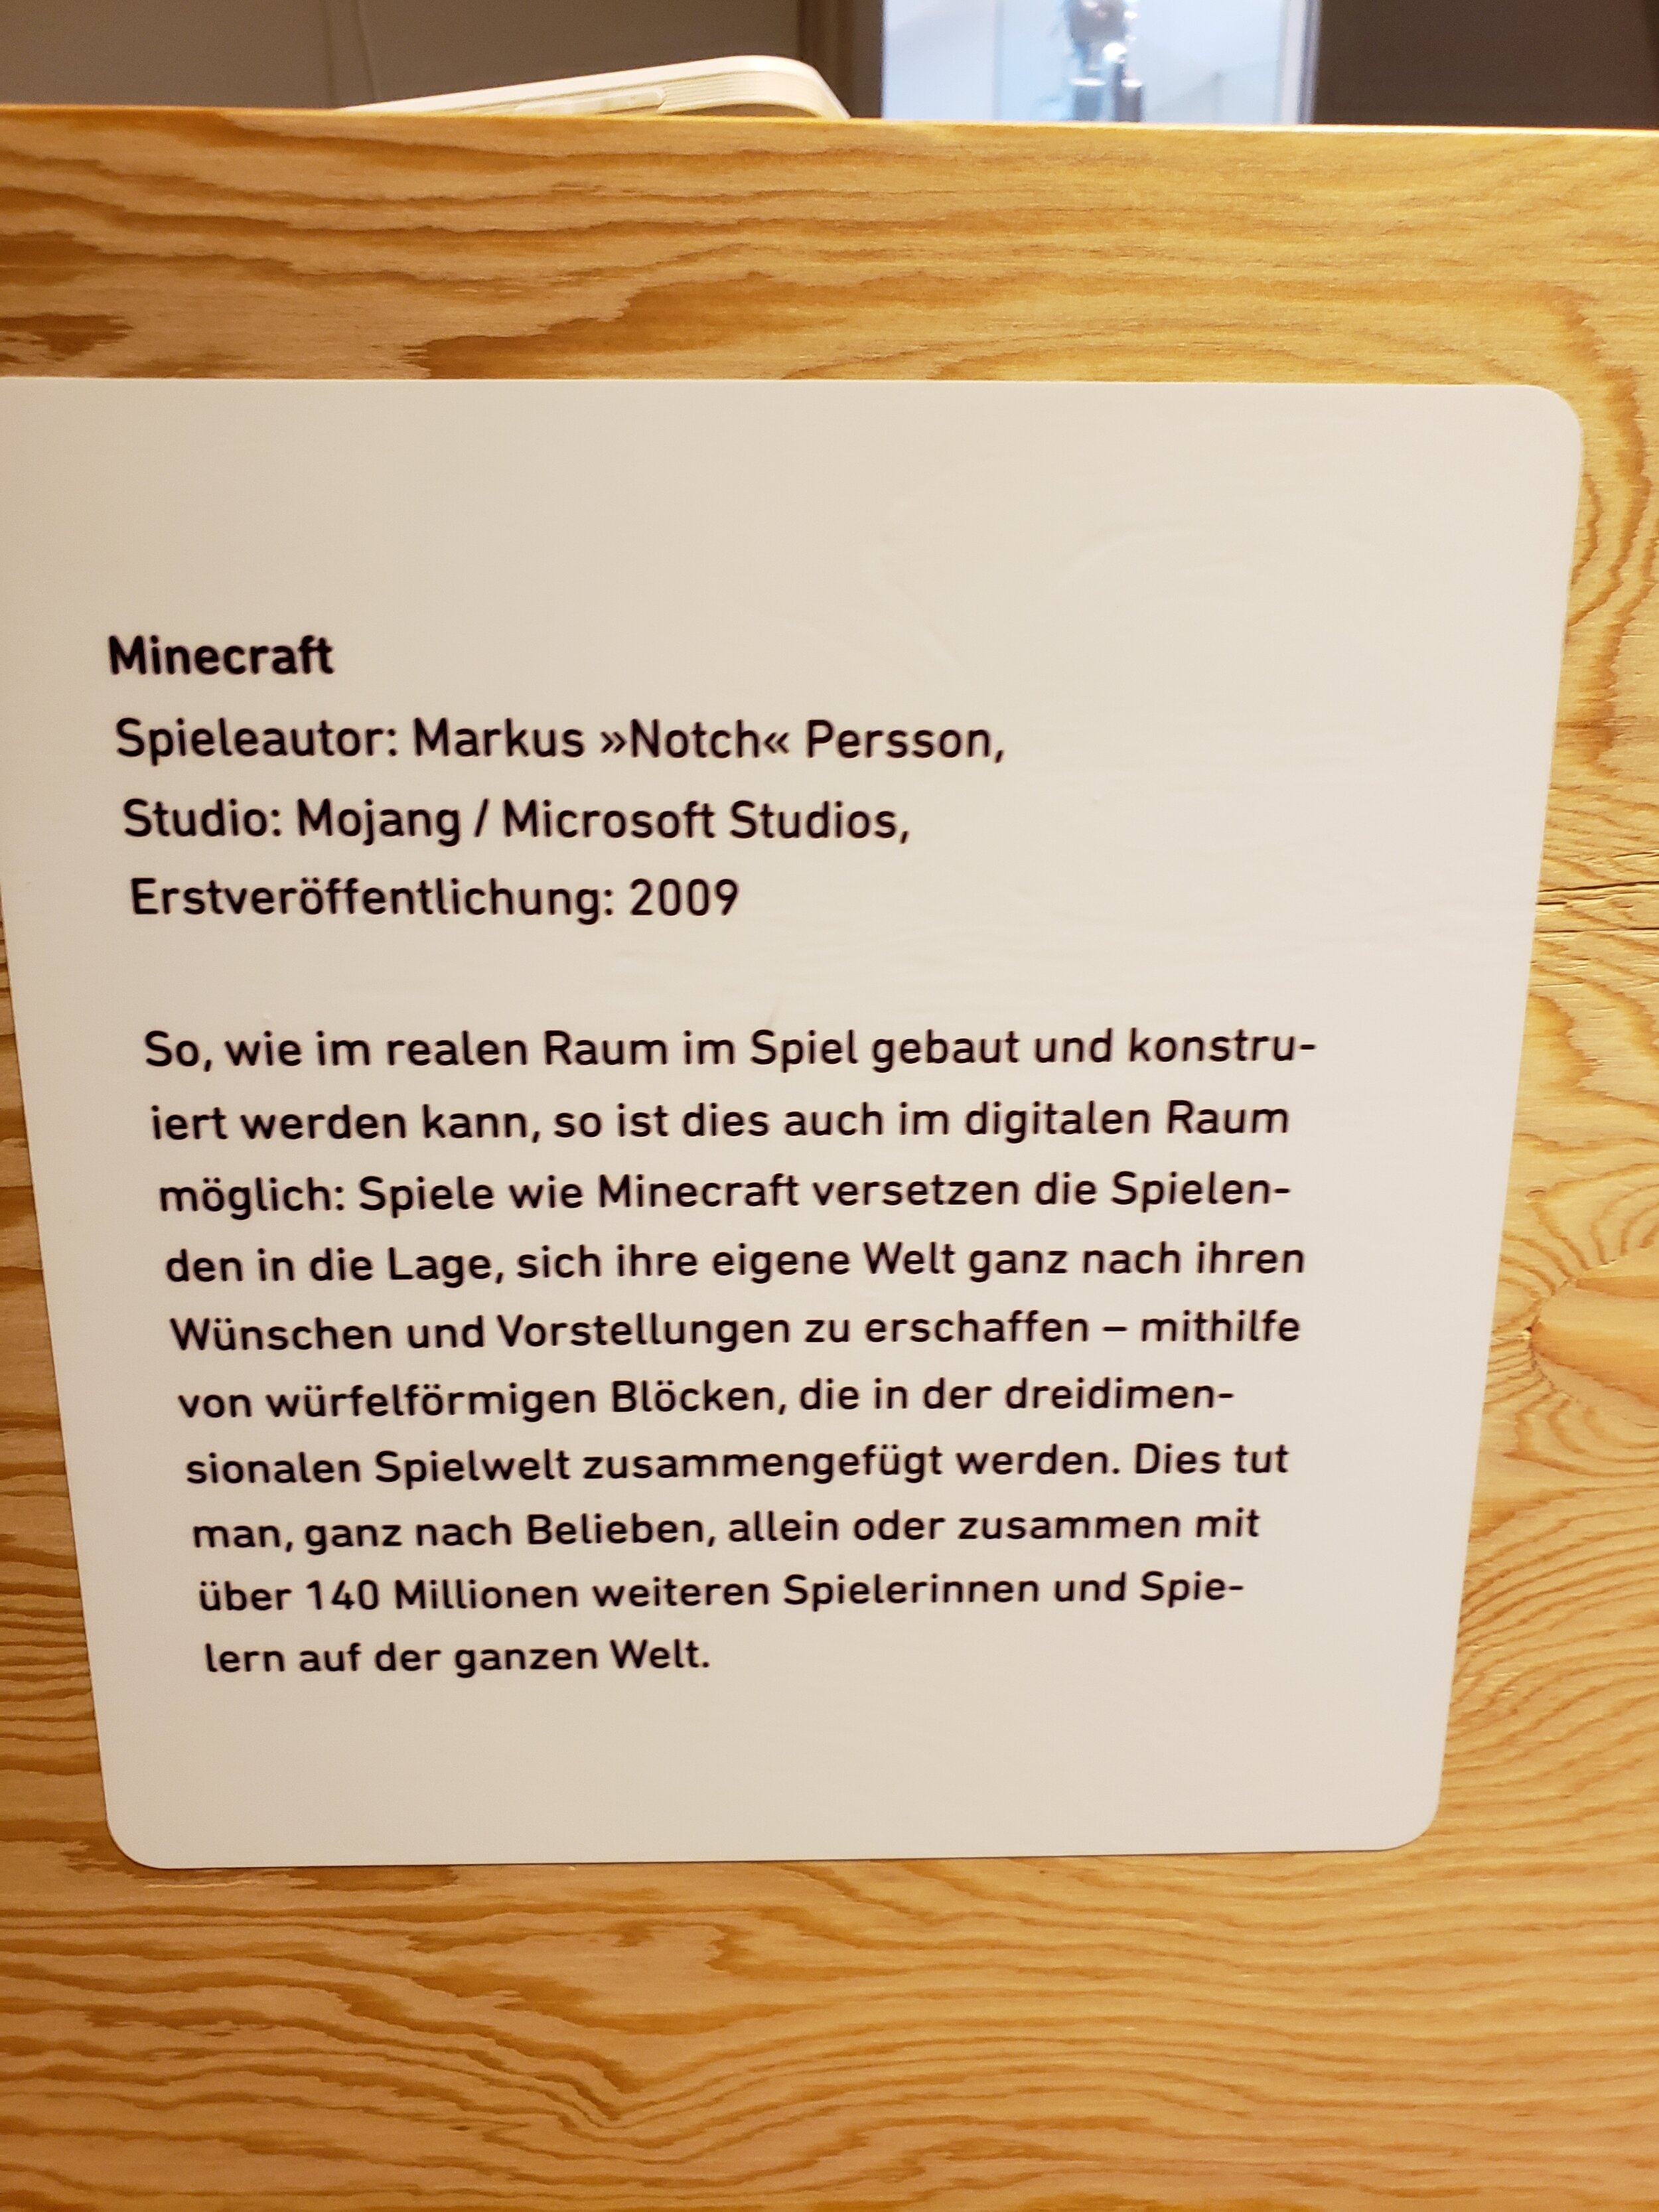 Minecraft
Spieleautor: Markus »Notch« Persson,
Studio: Mojang / Microsoft Studios,
Erstveröffentlichung: 2009
So, wie im realen Raum im Spiel gebaut und konstru-
iert werden kann, so ist dies auch im digitalen Raum
möglich: Spiele wie Minecraft versetzen die Spielen-
den in die Lage, sich ihre eigene Welt ganz nach ihren
Wünschen und Vorstellungen zu erschaffen – mithilfe
von würfelförmigen Blöcken, die in der dreidimen-
sionalen Spielwelt zusammengefügt werden. Dies tut
man, ganz nach Belieben, allein oder zusammen mit
über 140 Millionen weiteren Spielerinnen und Spie-
lern auf der ganzen Welt.